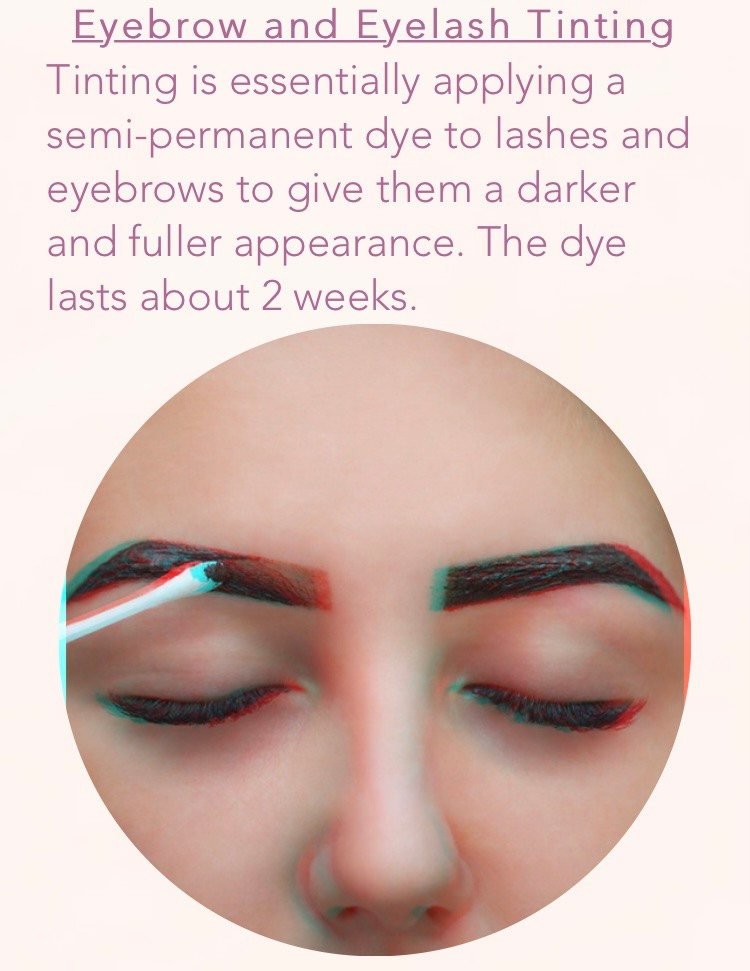 Eyebrow and Eyelash Tinting
Tinting is essentially applying a
semi-permanent dye to lashes and
eyebrows to give them a darker
and fuller appearance. The dye
lasts about 2 weeks.